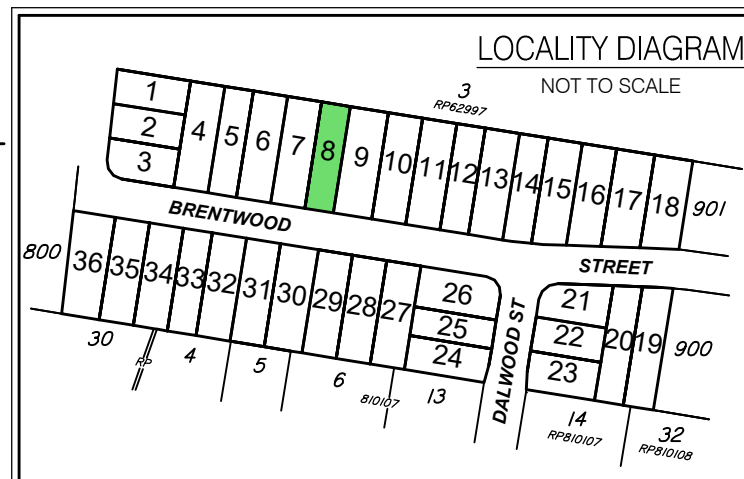 LOCALITY DIAGRAM
NOT TO SCALE
3
RP62997
1
2
3
4 5 6 7 8 9 10 11 12 13 14 15 16 17 18 901
BRENTWOOD
STREET
800 36 35 34 33 32 31 30 29 28 27
26
25
24
DALWOOD ST
21
22
23
20 19 900
30 RP 4 5 6 810107 13
14
RP810107
32
RP810108